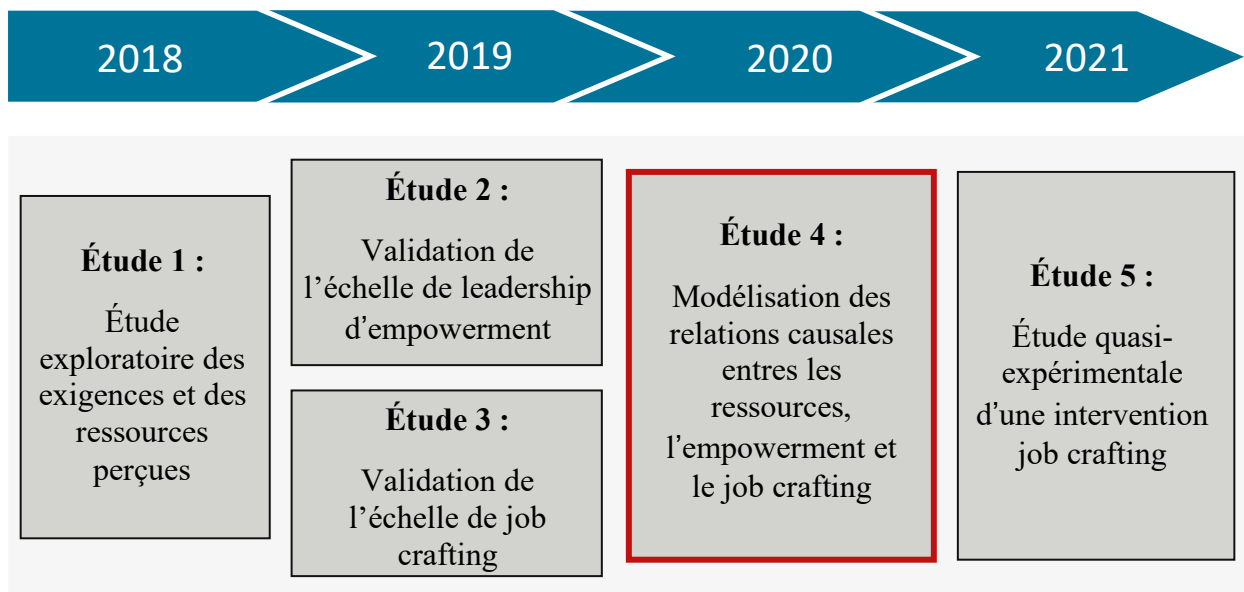 2018
2019
2020
2021
Étude 1 :
Étude
exploratoire des
exigences et des
ressources
perçues
Étude 2 :
Validation de
l’échelle de leadership
d’empowerment
Étude 3 :
Validation de
l’échelle de job
crafting
Étude 4 :
Modélisation des
relations causales
entres les
ressources,
l’empowerment et
le job crafting
Étude 5 :
Étude quasi-
expérimentale
d’une intervention
job crafting